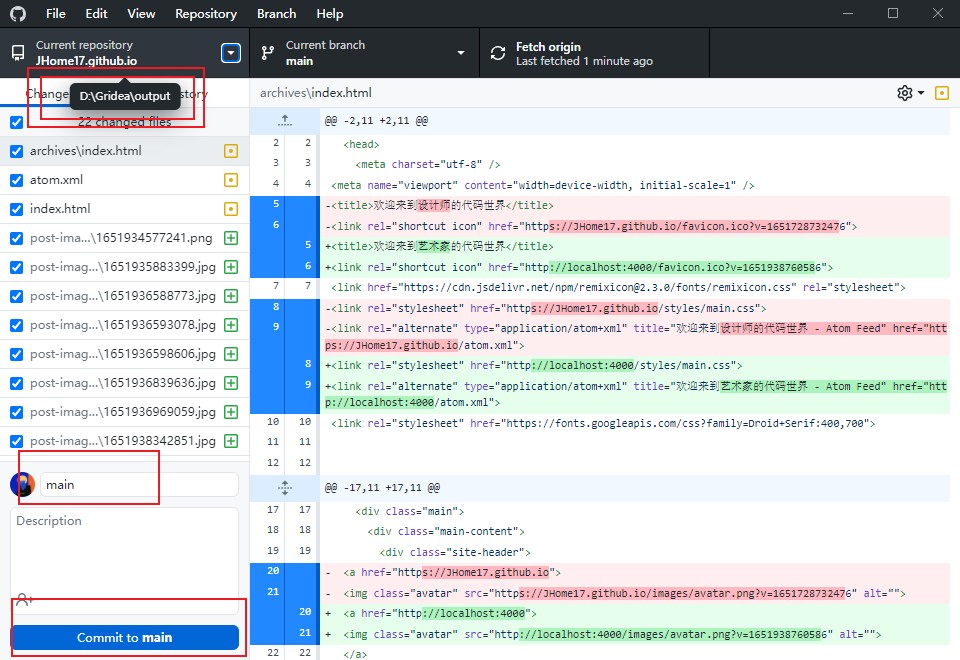 File Edit View Repository Branch Help
Current repository
JHome17.github.io
Current branch
main
Fetch origin
Last fetched 1 minute ago
Change
story
D:\Gridea\output
22 changed files
archives\index.html
atom.xml
index.html
post-ima...\1651934577241.png
post-imag...\1651935883399.jpg
post-imag...\1651936588773.jpg
post-imag...\1651936593078.jpg
post-imag...\1651936598606.jpg
post-imag...\1651936839636.jpg
post-imag...\1651936969059.jpg
post-imag...\1651938342851.jpg
main
Description
Commit to main
archives\index.html
@@ -2,11 +2,11 @@
2 2 <head>
3 3 <meta charset="utf-8" />
4 4 <meta name="viewport" content="width=device-width, initial-scale=1" />
5 -<title>欢迎来到设计师的代码世界</title>
6 -<link rel="shortcut icon" href="https://JHome17.github.io/favicon.ico?v=1651728732476">
5 +<title>欢迎来到艺术家的代码世界</title>
6 +<link rel="shortcut icon" href="http://localhost:4000/favicon.ico?v=1651938760586">
7 7 <link href="https://cdn.jsdelivr.net/npm/remixicon@2.3.0/fonts/remixicon.css" rel="stylesheet">
8 -<link rel="stylesheet" href="https://JHome17.github.io/styles/main.css">
9 -<link rel="alternate" type="application/atom+xml" title="欢迎来到设计师的代码世界 - Atom Feed" href="htt
ps://JHome17.github.io/atom.xml">
8 +<link rel="stylesheet" href="http://localhost:4000/styles/main.css">
9 +<link rel="alternate" type="application/atom+xml" title="欢迎来到艺术家的代码世界 - Atom Feed" href="htt
p://localhost:4000/atom.xml">
10 10 <link rel="stylesheet" href="https://fonts.googleapis.com/css?family=Droid+Serif:400,700">
11 11
12 12
@@ -17,11 +17,11 @@
17 17 <div class="main">
18 18 <div class="main-content">
19 19 <div class="site-header">
20 - <a href="https://JHome17.github.io">
21 - <img class="avatar" src="https://JHome17.github.io/images/avatar.png?v=1651728732476" alt="">
20 + <a href="http://localhost:4000">
21 + <img class="avatar" src="http://localhost:4000/images/avatar.png?v=1651938760586" alt="">
22 22 </a>